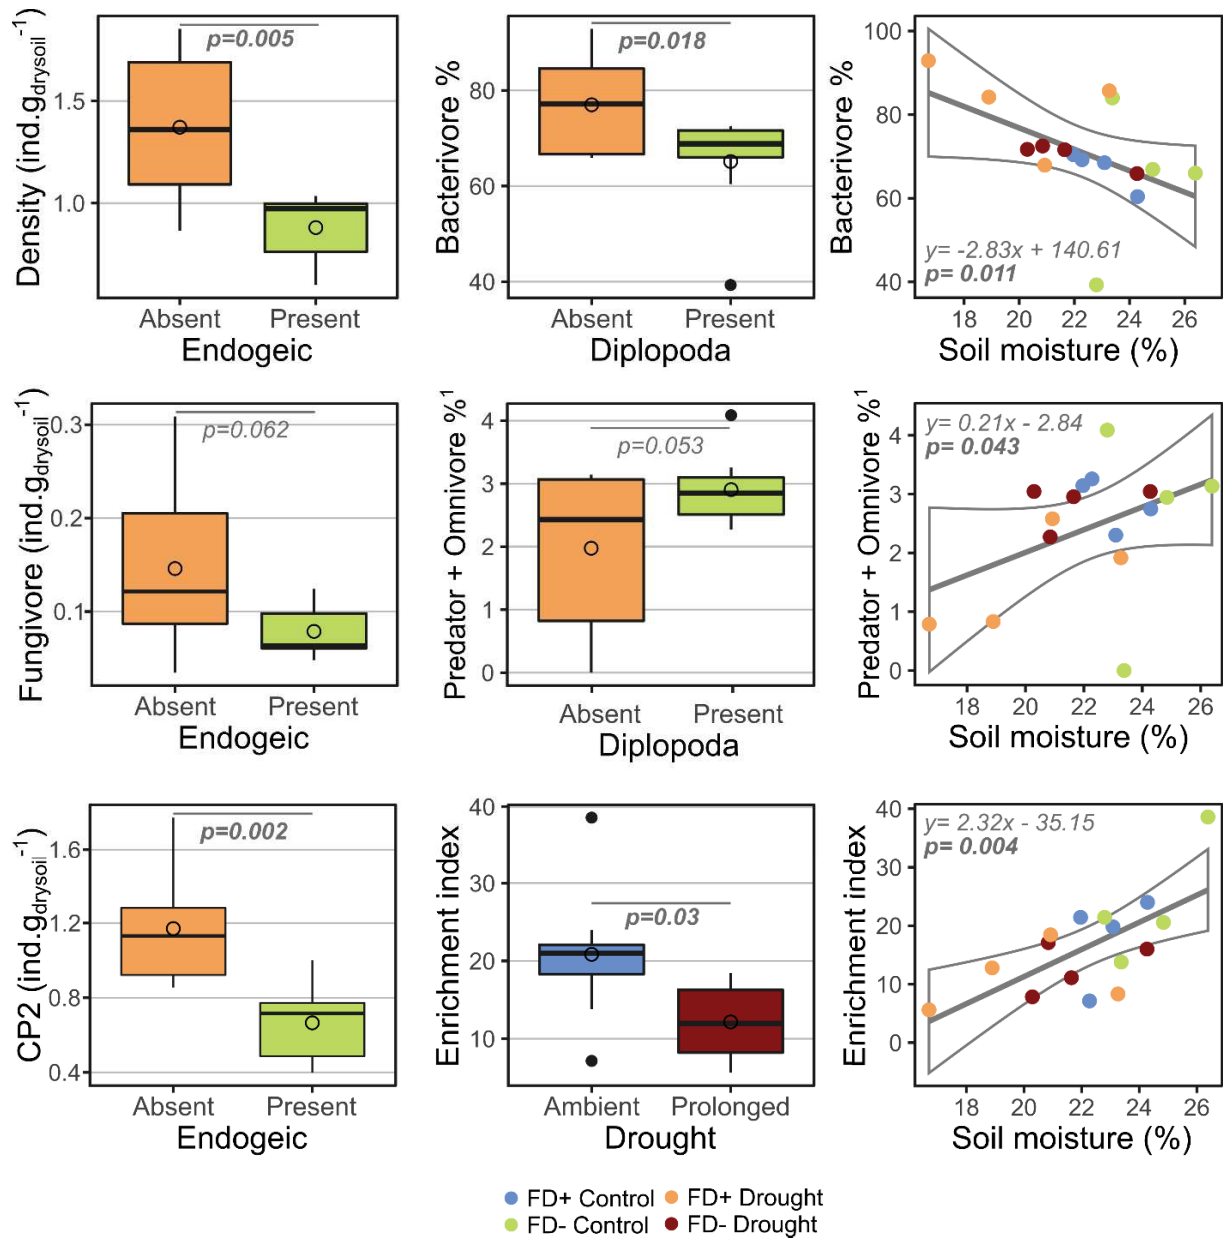 Density (ind.g drysoil -1)
1.5
1.0
p=0.005
Absent Present
Endogeic
Bacterivore %
80
60
40
p=0.018
Absent Present
Diplopoda
Bacterivore %
100
80
60
40
y= -2.83x + 140.61
p= 0.011
18 20 22 24 26
Soil moisture (%)
Fungivore (ind.g drysoil -1)
0.3
0.2
0.1
p=0.062
Absent Present
Endogeic
Predator + Omnivore %1
4
3
2
1
0
p=0.053
Absent Present
Diplopoda
Predator + Omnivore %1
4
3
2
1
0
y= 0.21x - 2.84
p= 0.043
18 20 22 24 26
Soil moisture (%)
CP2 (ind.g drysoil -1)
1.6
1.2
0.8
0.4
p=0.002
Absent Present
Endogeic
Enrichment index
40
30
20
10
p=0.03
Ambient Prolonged
Drought
Enrichment index
40
30
20
10
0
y= 2.32x - 35.15
p= 0.004
18 20 22 24 26
Soil moisture (%)
FD+ Control FD+ Drought
FD- Control FD- Drought